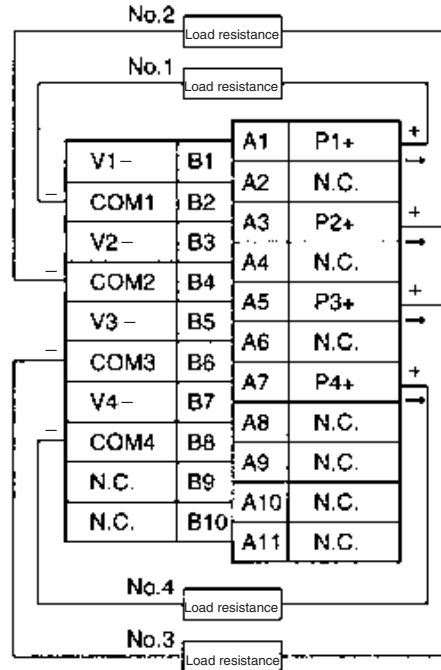 No.2
Load resistance
No.1
Load resistance
A1 P1+ +
V1– B1
A2 N.C.
– COM1 B2
A3 P2+ +
V2– B3
A4 N.C.
– COM2 B4
A5 P3+ +
V3– B5
A6 N.C.
– COM3 B6
A7 P4+ +
V4– B7
A8 N.C.
– COM4 B8
A9 N.C.
N.C. B9
A10 N.C.
N.C. B10
A11 N.C.
No.4
Load resistance
No.3
Load resistance